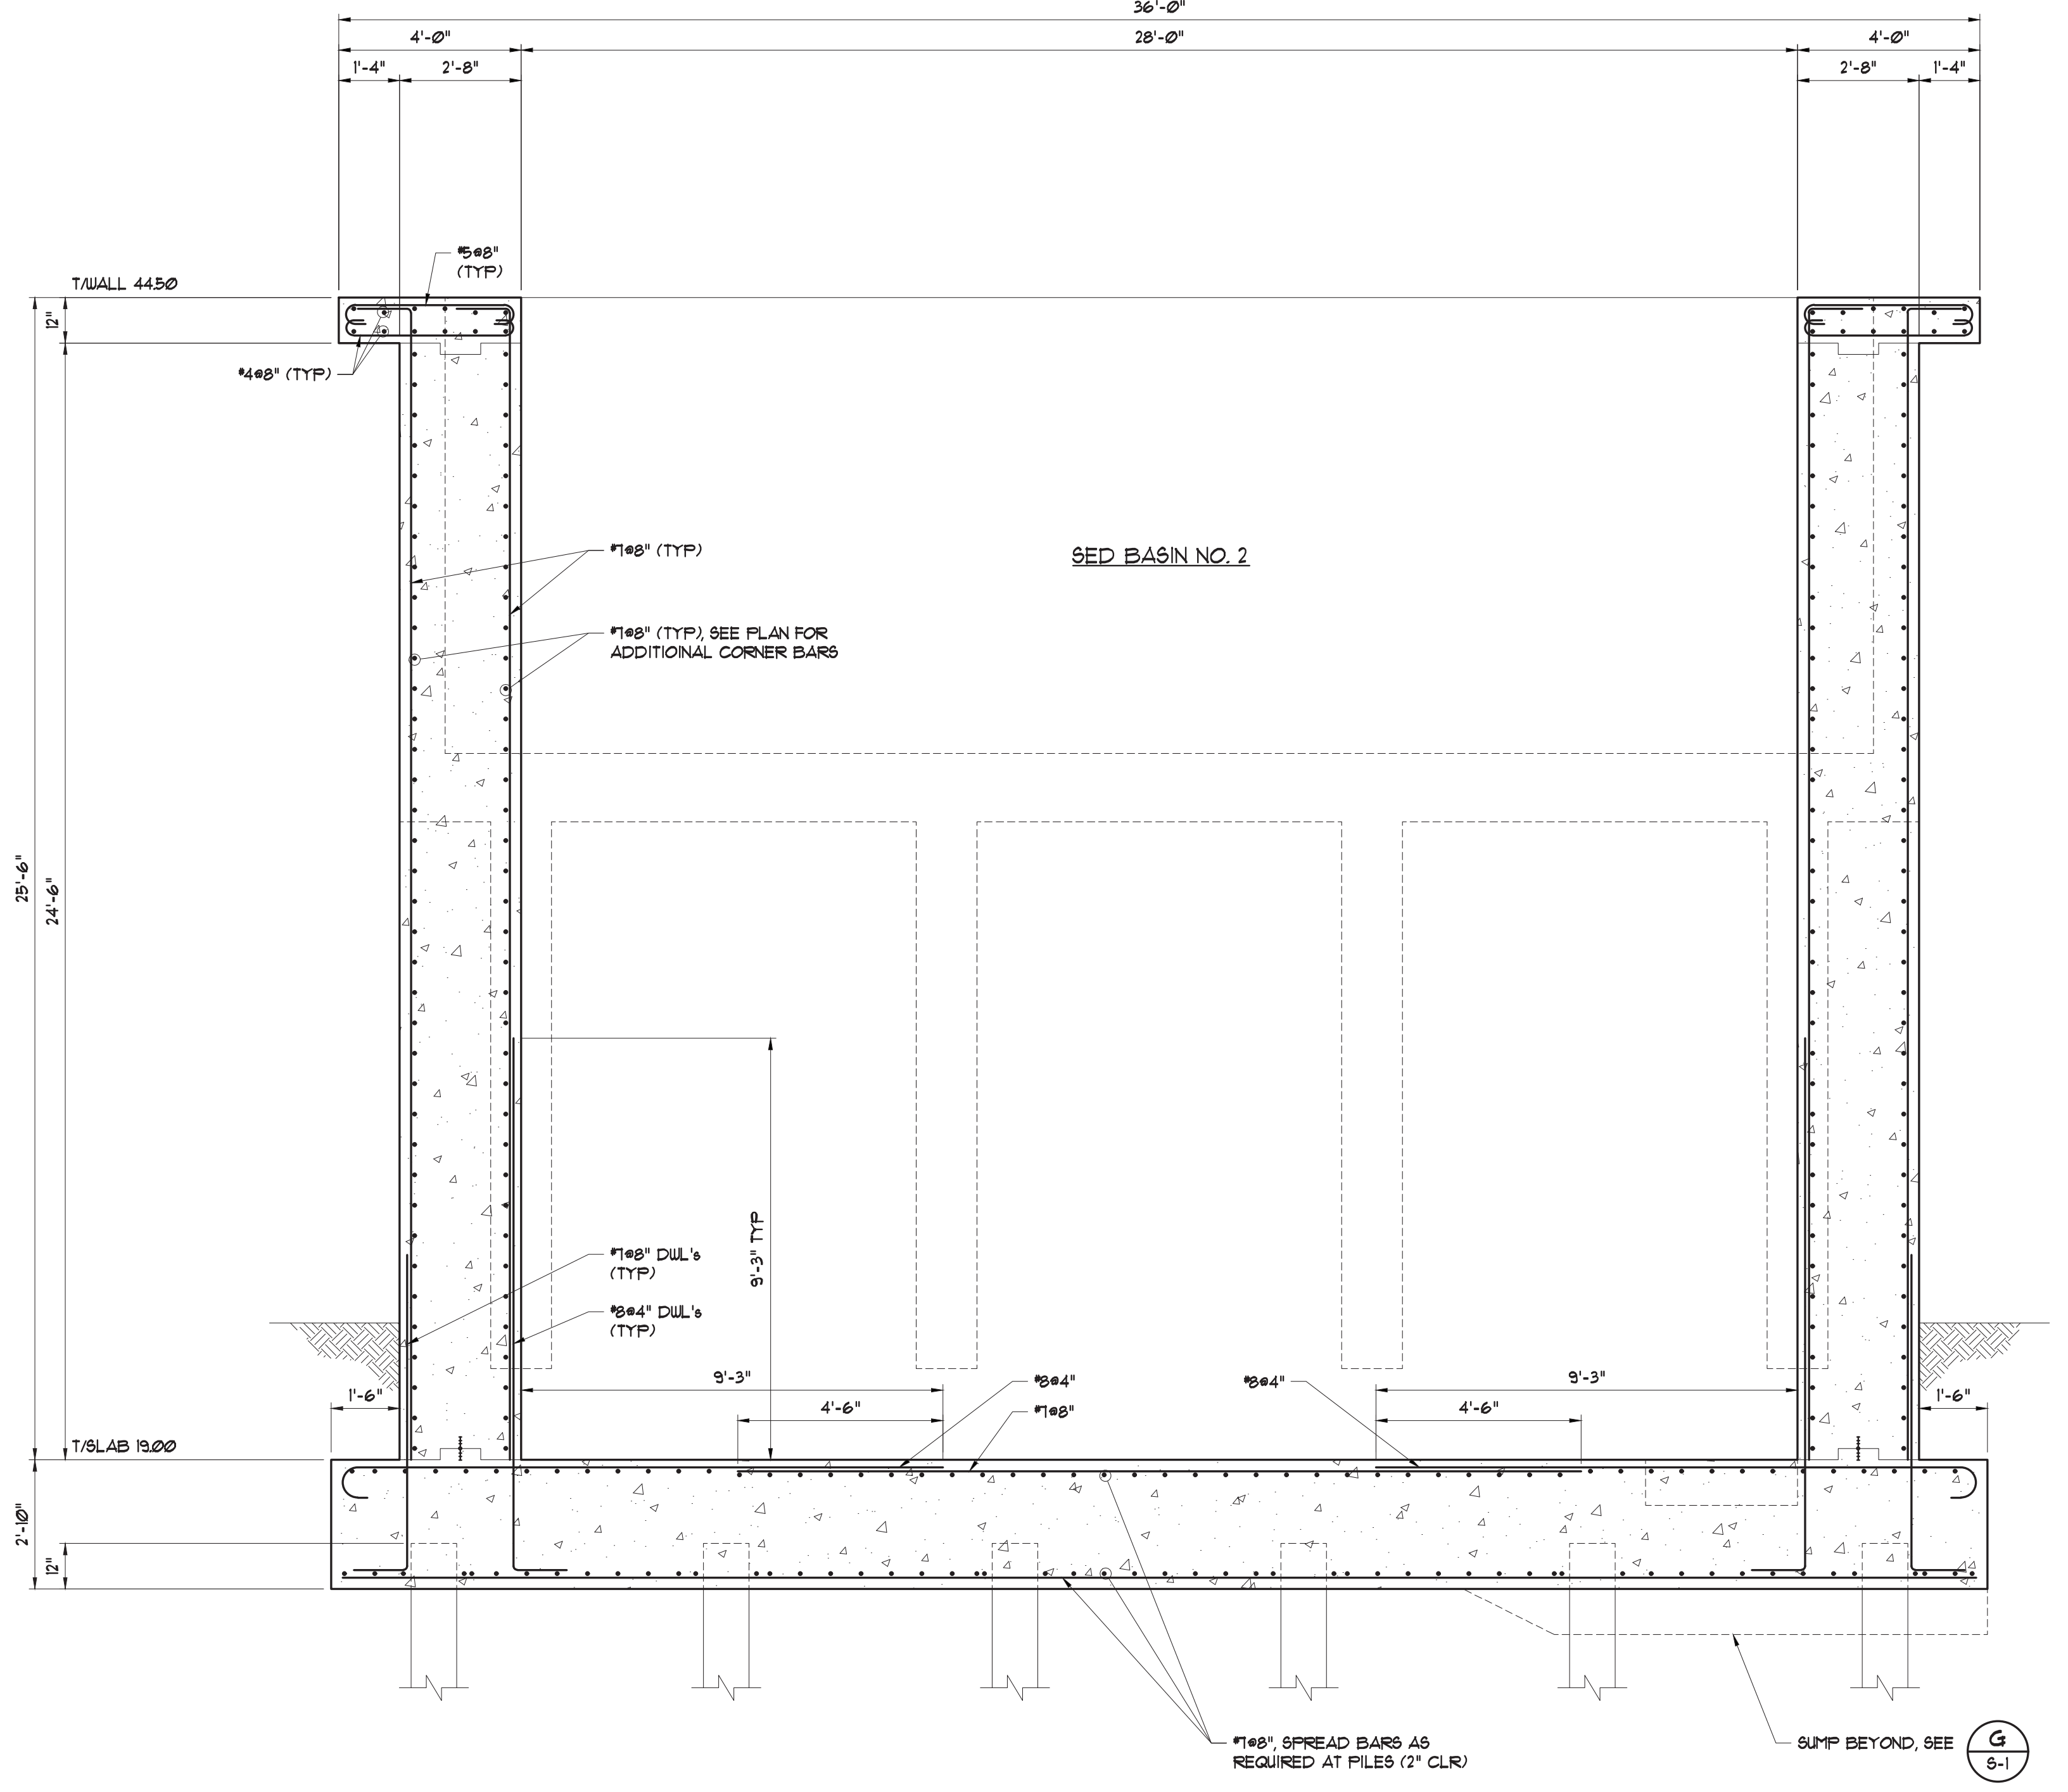 36'-0"
4'-0" 28'-0" 4'-0"
1'-4" 2'-8" 2'-8" 1'-4"
#5@8"
(TYP)
T/WALL 44.50
12"
#4@8" (TYP)
#7@8" (TYP)
SED BASIN NO. 2
#7@8" (TYP), SEE PLAN FOR
ADDITIOINAL CORNER BARS
25'-6"
24'-6"
9'-3" TYP
#7@8" DWL's
(TYP)
#8@4" DWL's
(TYP)
9'-3" #8@4" #8@4" 9'-3"
1'-6" 4'-6" #7@8" 4'-6" 1'-6"
T/SLAB 19.00
2'-10"
12"
#7@8", SPREAD BARS AS
REQUIRED AT PILES (2" CLR)
SUMP BEYOND, SEE
G
S-1